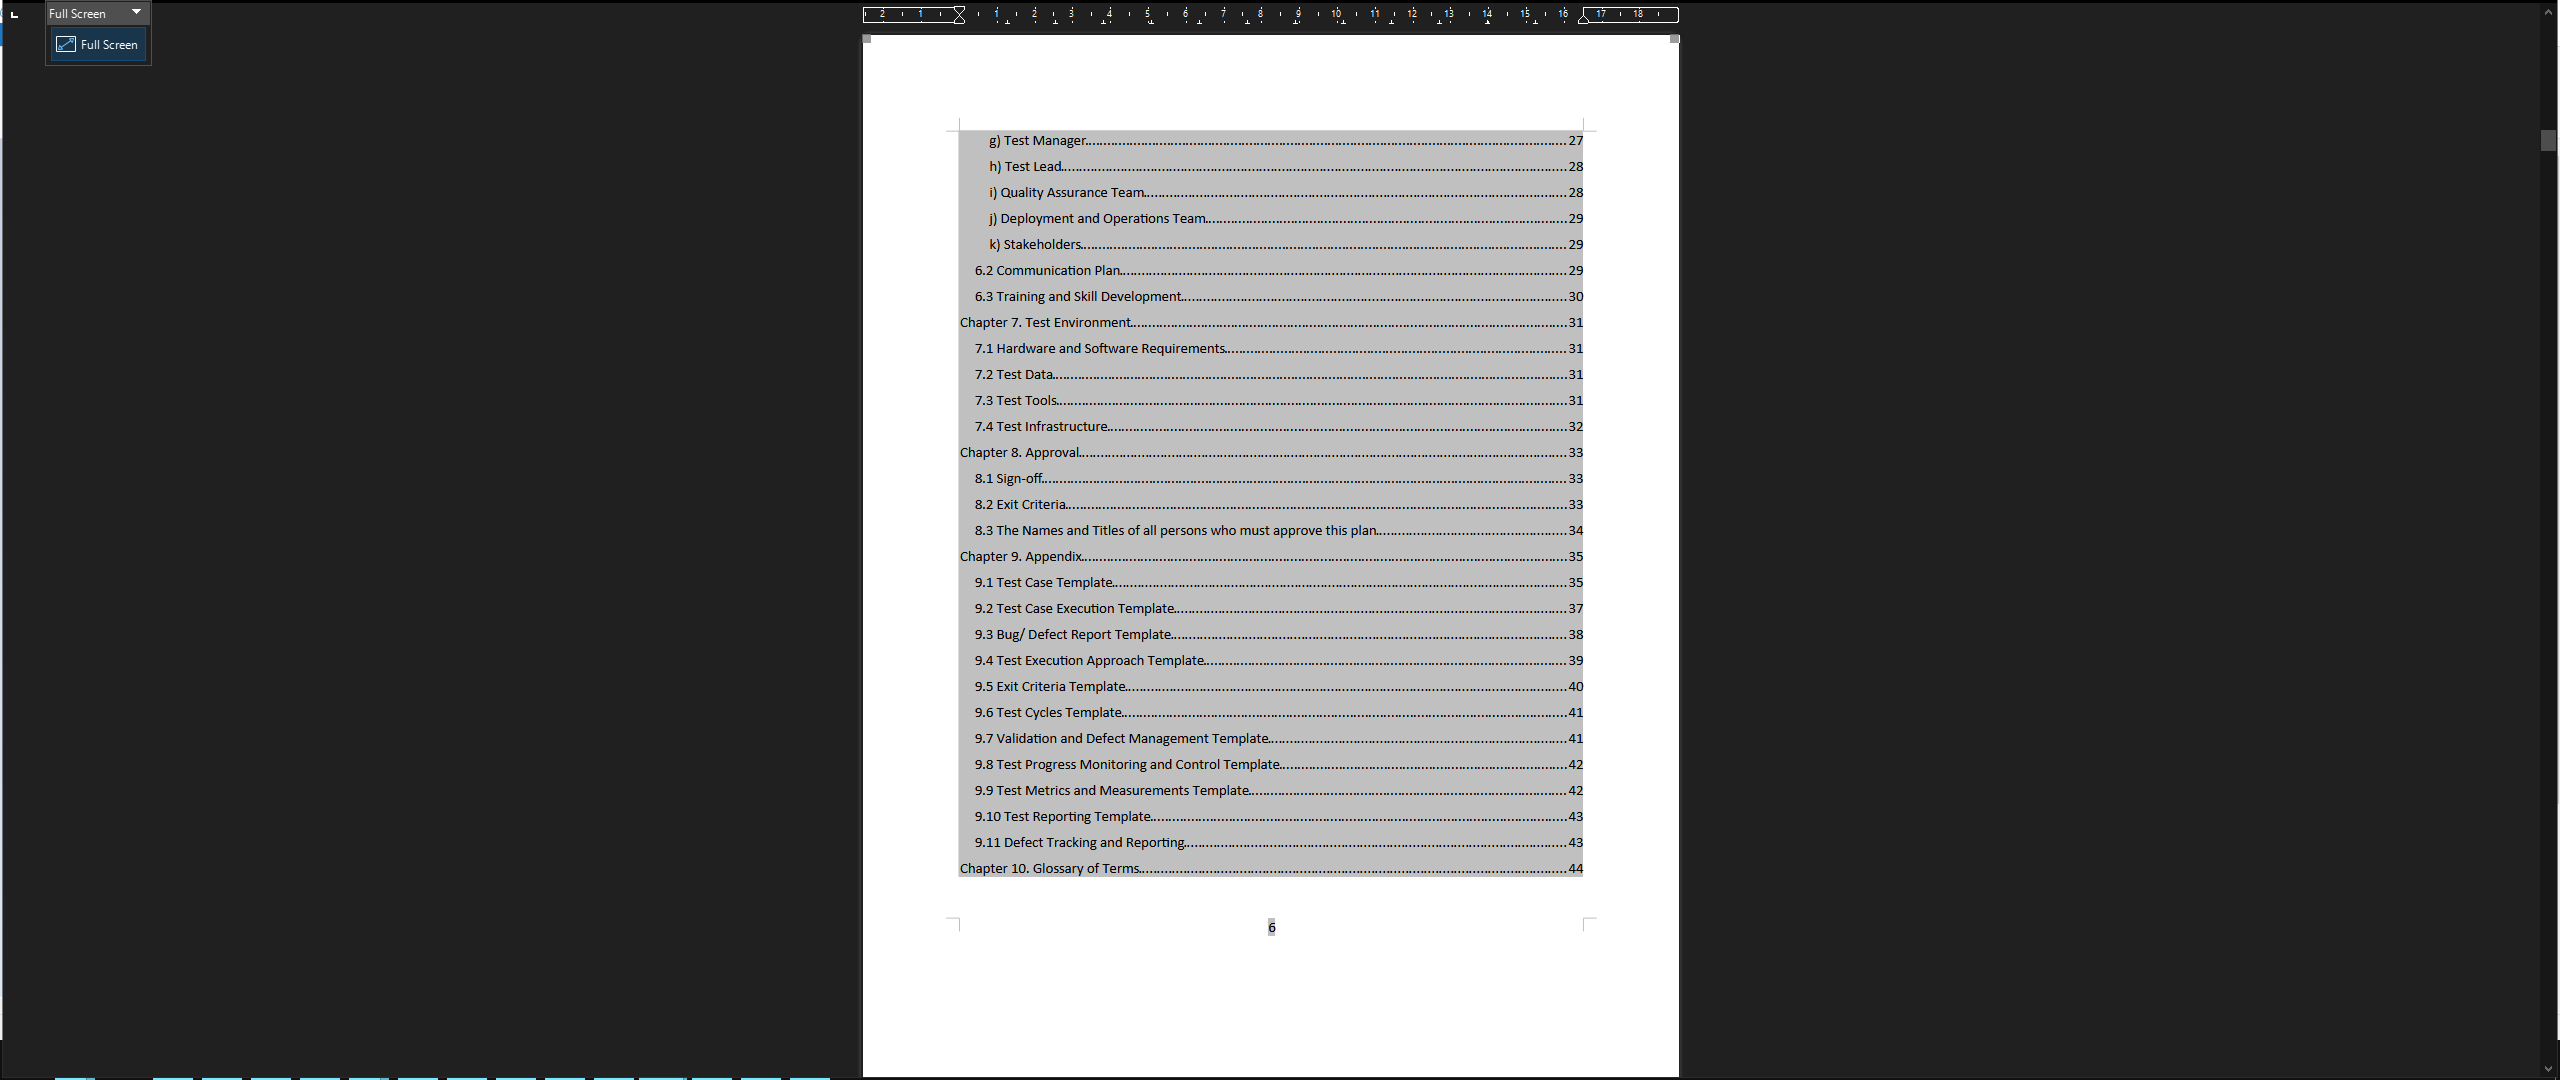 Full Screen
Full Screen
2 1 1 2 3 4 5 6 7 8 9 10 11 12 13 14 15 16 17 18
g) Test Manager 27
h) Test Lead 28
i) Quality Assurance Team 28
j) Deployment and Operations Team 29
k) Stakeholders 29
6.2 Communication Plan 29
6.3 Training and Skill Development 30
Chapter 7. Test Environment 31
7.1 Hardware and Software Requirements 31
7.2 Test Data 31
7.3 Test Tools 31
7.4 Test Infrastructure 32
Chapter 8. Approval 33
8.1 Sign-off 33
8.2 Exit Criteria 33
8.3 The Names and Titles of all persons who must approve this plan 34
Chapter 9. Appendix 35
9.1 Test Case Template 35
9.2 Test Case Execution Template 37
9.3 Bug/ Defect Report Template 38
9.4 Test Execution Approach Template 39
9.5 Exit Criteria Template 40
9.6 Test Cycles Template 41
9.7 Validation and Defect Management Template 41
9.8 Test Progress Monitoring and Control Template 42
9.9 Test Metrics and Measurements Template 42
9.10 Test Reporting Template 43
9.11 Defect Tracking and Reporting 43
Chapter 10. Glossary of Terms 44
6